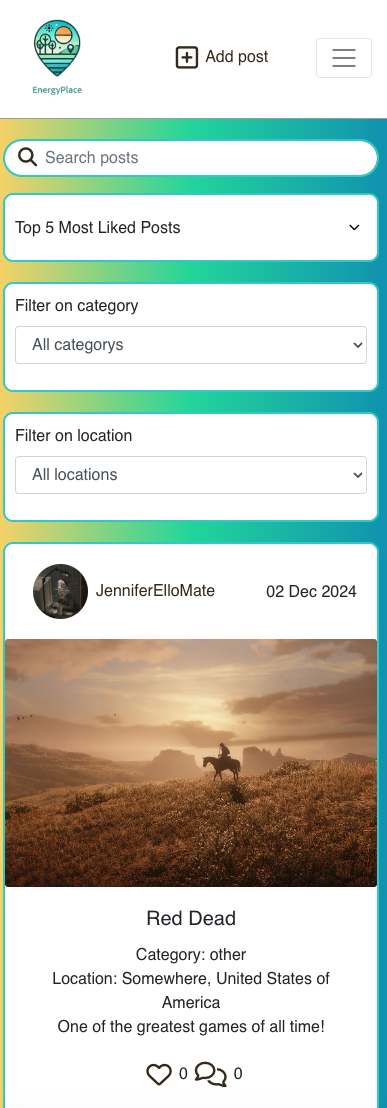 EnergyPlace
Add post
Search posts
Top 5 Most Liked Posts
Filter on category
All categorys
Filter on location
All locations
JenniferElloMate
02 Dec 2024
Red Dead
Category: other
Location: Somewhere, United States of
America
One of the greatest games of all time!
0 0